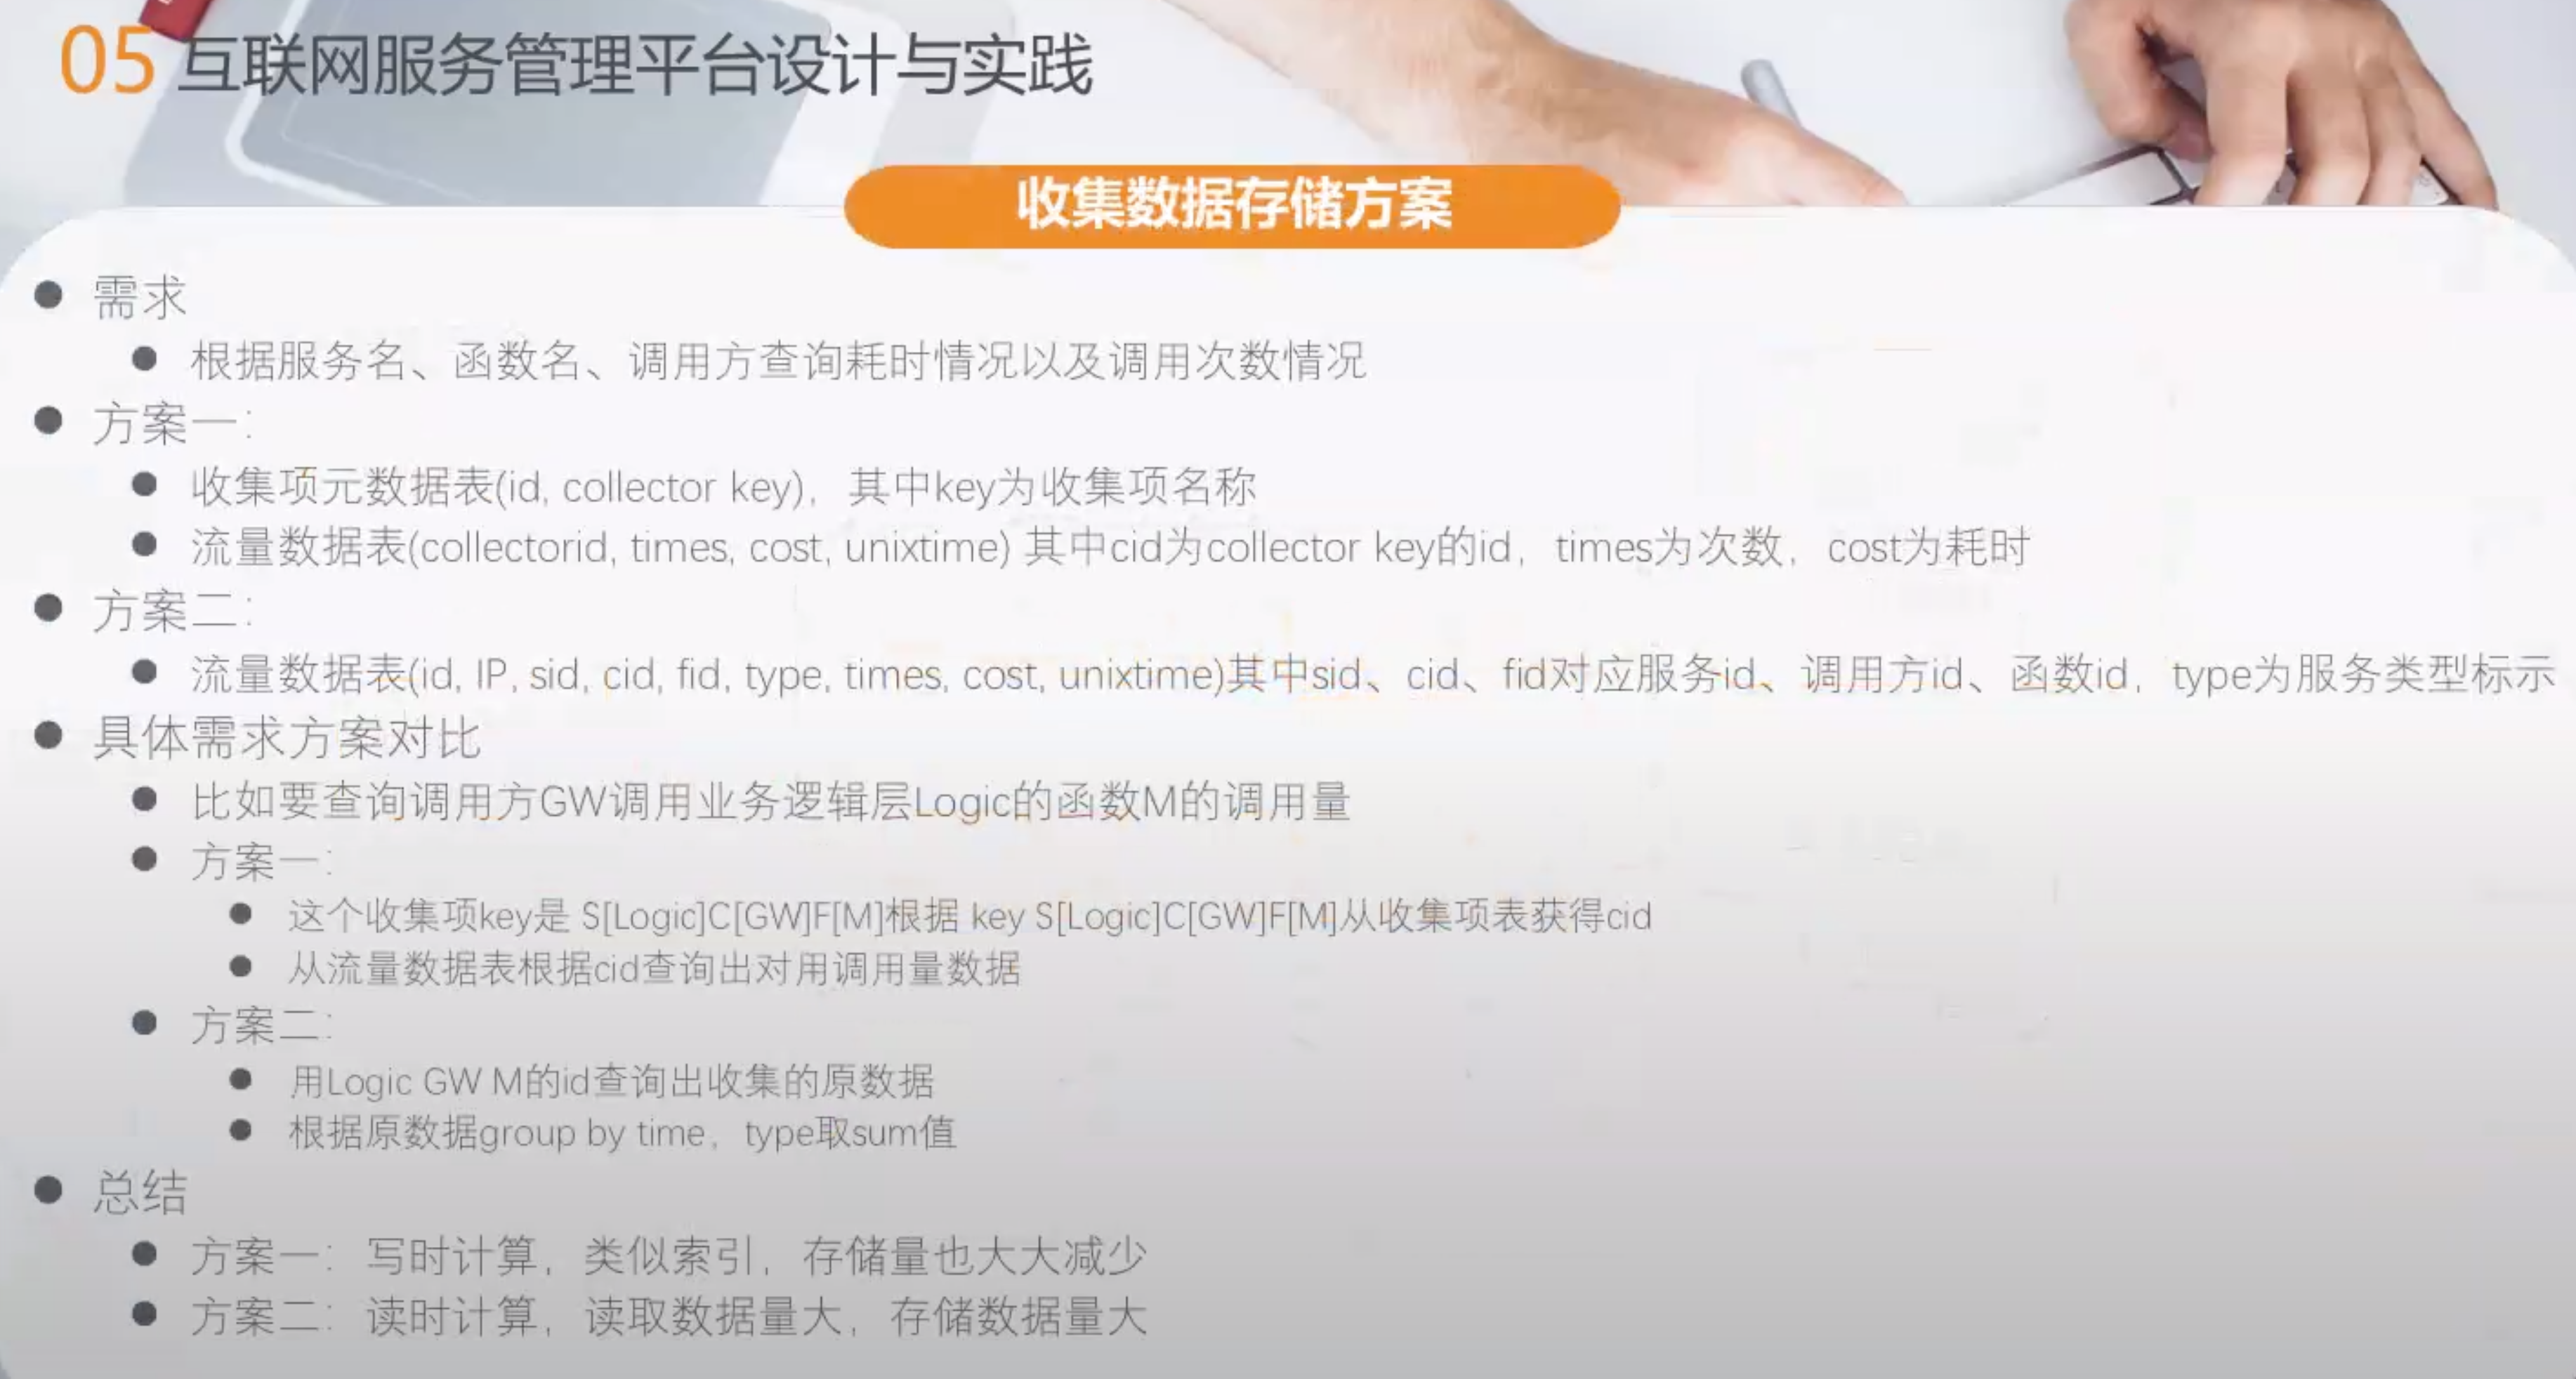 05 互联网服务管理平台设计与实践
收集数据存储方案
● 需求
● 根据服务名、函数名、调用方查询耗时情况以及调用次数情况
● 方案一：
● 收集项元数据表(id, collector key)，其中key为收集项名称
● 流量数据表(collectorid, times, cost, unixtime) 其中cid为collector key的id，times为次数，cost为耗时
● 方案二：
● 流量数据表(id, IP, sid, cid, fid, type, times, cost, unixtime)其中sid、cid、fid对应服务id、调用方id、函数id，type为服务类型标示
● 具体需求方案对比
● 比如要查询调用方GW调用业务逻辑层Logic的函数M的调用量
● 方案一：
● 这个收集项key是 S[Logic]C[GW]F[M]根据 key S[Logic]C[GW]F[M]从收集项表获得cid
● 从流量数据表根据cid查询出对用调用量数据
● 方案二：
● 用Logic GW M的id查询出收集的原数据
● 根据原数据group by time，type取sum值
● 总结
● 方案一：写时计算，类似索引，存储量也大大减少
● 方案二：读时计算，读取数据量大，存储数据量大